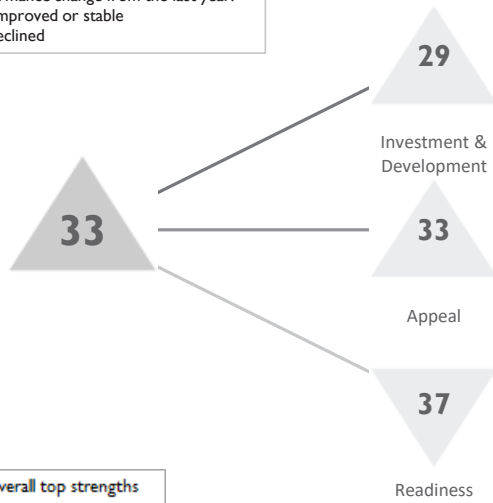 change from the last year.
mproved or stable
eclined
29
Investment &
Development
33
33
Appeal
37
Readiness
verall top strengths